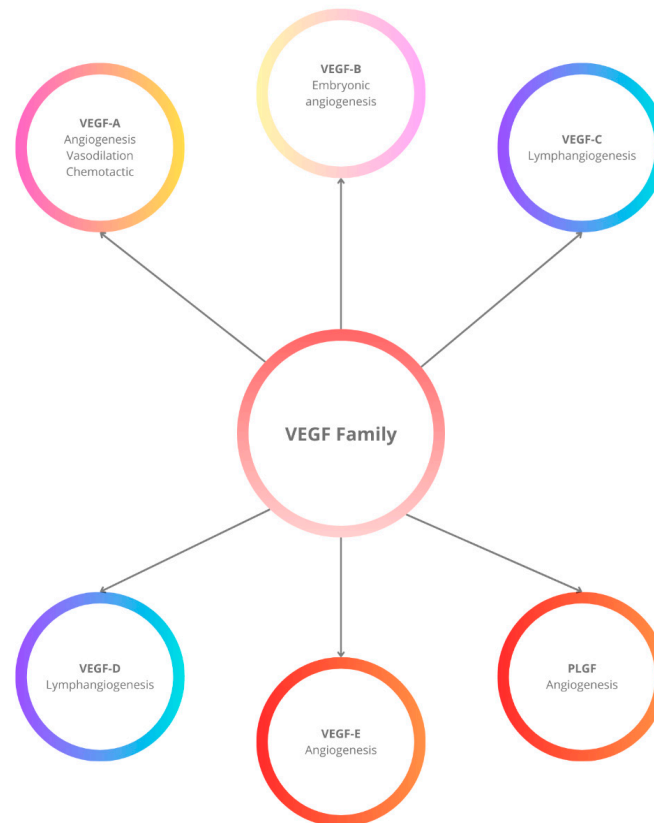 VEGF-B
Embryonic
angiogenesis
VEGF-A
Angiogenesis
Vasodilation
Chemotactic
VEGF-C
Lymphangiogenesis
VEGF Family
VEGF-D
Lymphangiogenesis
VEGF-E
Angiogenesis
PLGF
Angiogenesis